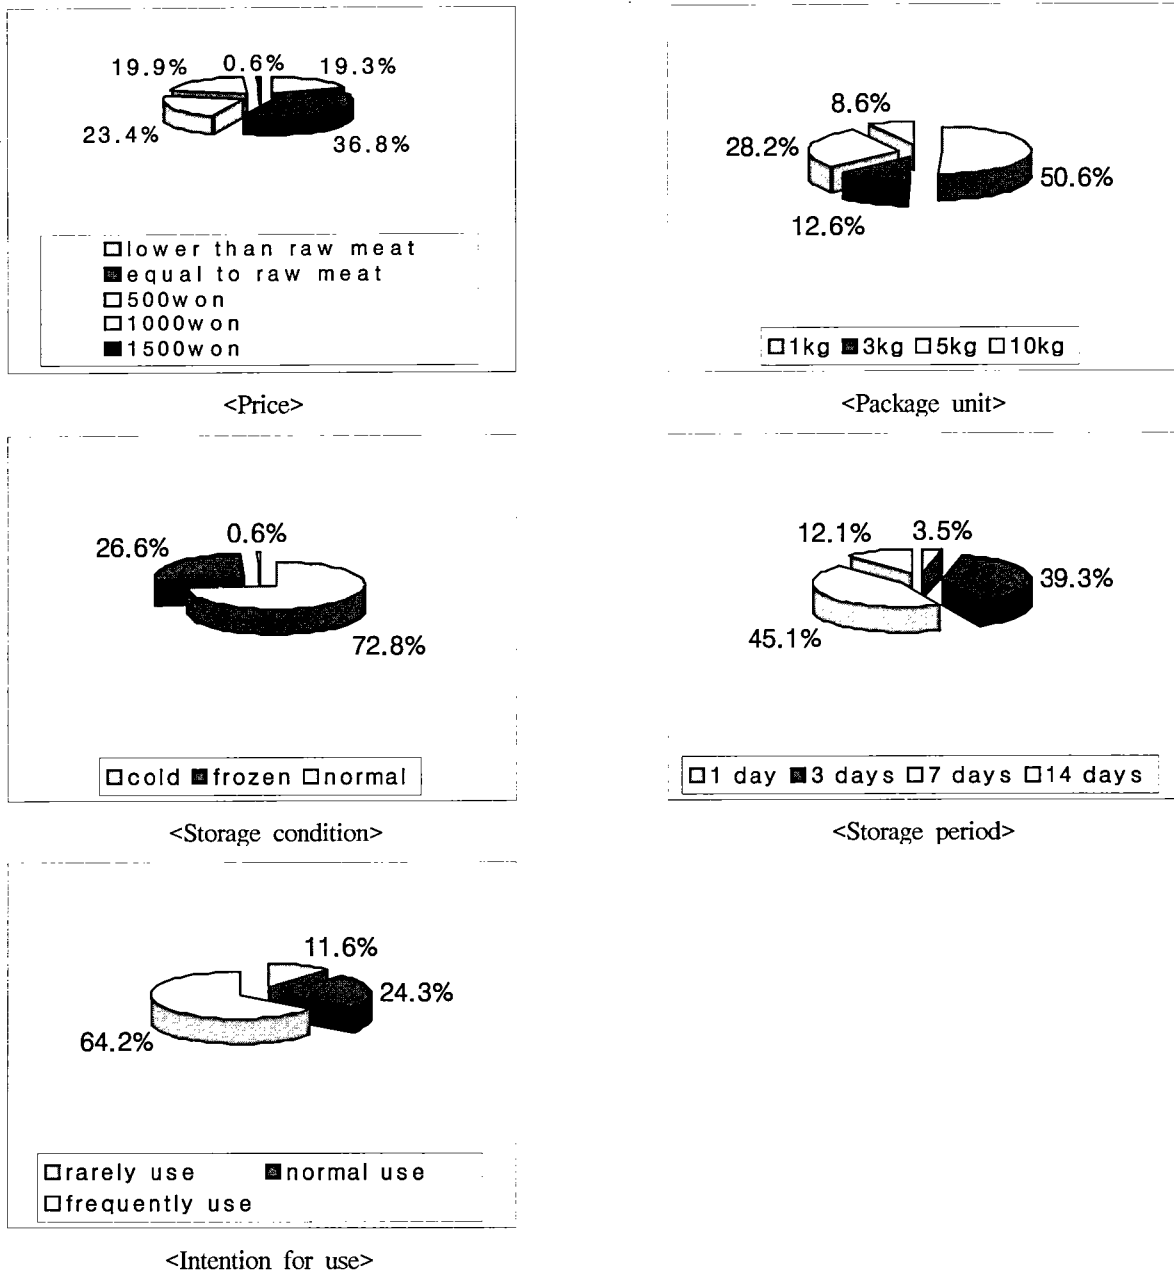 19.9% 0.6% 19.3%
23.4% 36.8%
lower than raw meat
equal to raw meat
500won
1000won
1500won
<Price>
8.6%
28.2%
50.6%
12.6%
1kg 3kg 5kg 10kg
<Package unit>
26.6% 0.6%
72.8%
cold frozen normal
<Storage condition>
12.1% 3.5%
39.3%
45.1%
1 day 3 days 7 days 14 days
<Storage period>
11.6%
24.3%
64.2%
rarely use normal use
frequently use
<Intention for use>